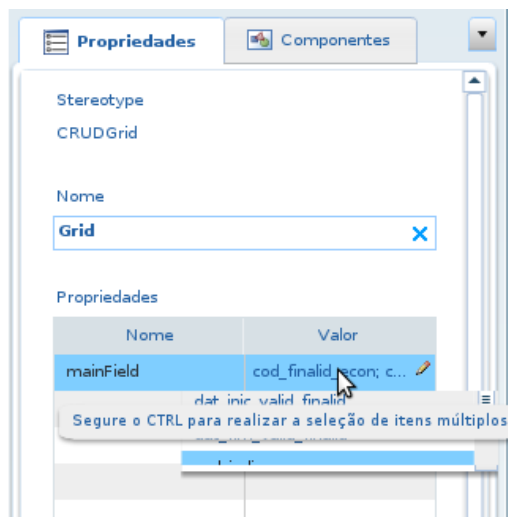 Propriedades
Componentes
Stereotype
CRUDGrid
Nome
Grid
Propriedades
Nome Valor
mainField cod_finalid_econ; c...
dat_inic_valid_finalid
Segure o CTRL para realizar a seleção de itens múltiplos